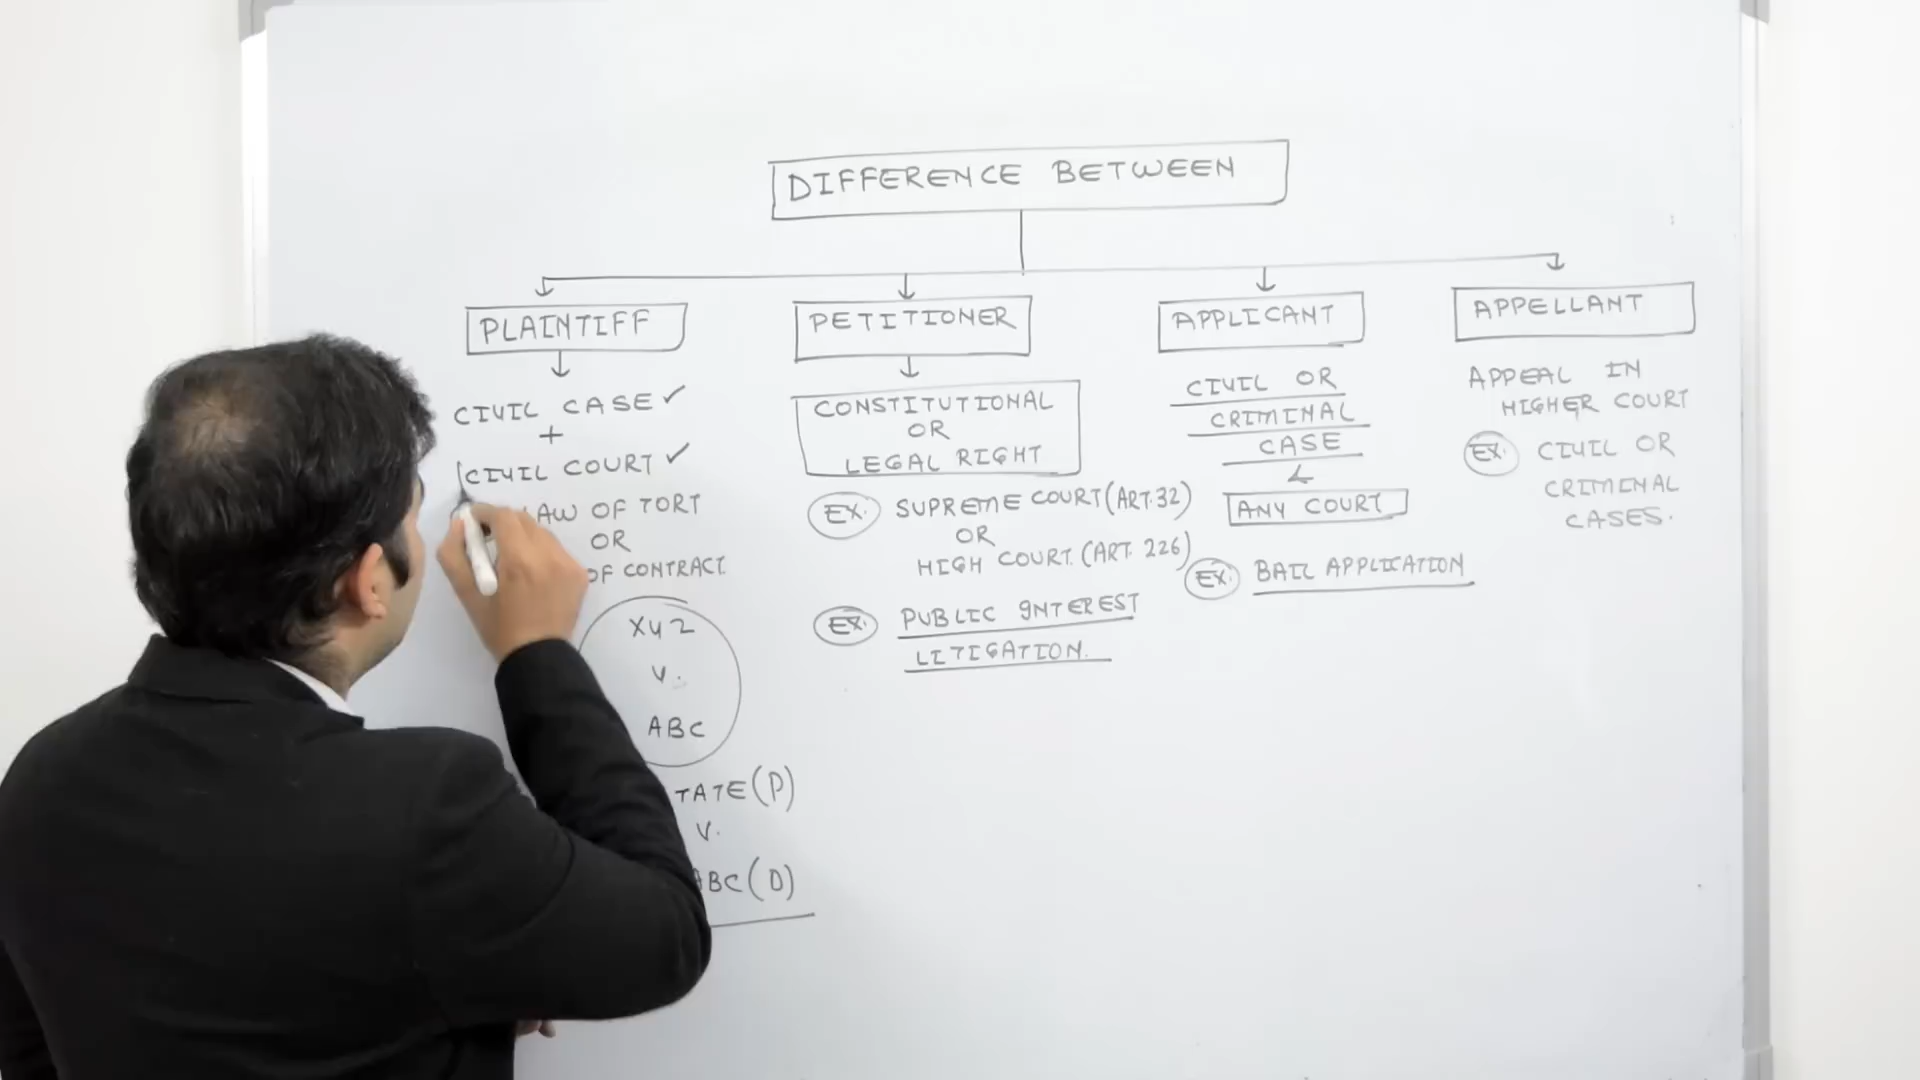 DIFFERENCE BETWEEN
PLAINTIFF
CIVIL CASE ✓
+
CIVIL COURT ✓
LAW OF TORT
OR
OF CONTRACT.
XYZ
V.
ABC
TATE (P)
V.
ABC (D)
PETITIONER
CONSTITUTIONAL
OR
LEGAL RIGHT
EX. SUPREME COURT (ART. 32)
OR
HIGH COURT. (ART. 226)
EX. PUBLIC INTEREST
LITIGATION.
APPLICANT
CIVIL OR
CRIMINAL
CASE
ANY COURT
EX. BAIL APPLICATION
APPELLANT
APPEAL IN
HIGHER COURT
EX. CIVIL OR
CRIMINAL
CASES.